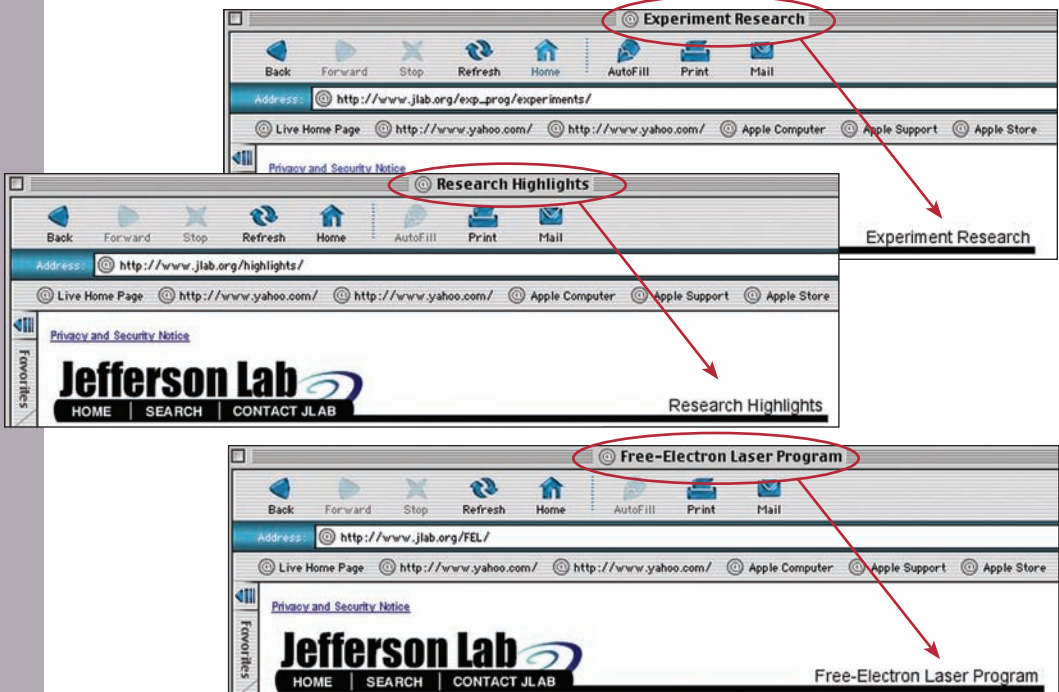 @ Experiment Research
Back Forward Stop Refresh Home AutoFill Print Mail
Address: @ http://www.jlab.org/exp_prog/experiments/
@ Live Home Page @ http://www.yahoo.com/ @ http://www.yahoo.com/ @ Apple Computer @ Apple Support @ Apple Store
Privacy and Security Notice
Experiment Research
@ Research Highlights
Back Forward Stop Refresh Home AutoFill Print Mail
Address: @ http://www.jlab.org/highlights/
@ Live Home Page @ http://www.yahoo.com/ @ http://www.yahoo.com/ @ Apple Computer @ Apple Support @ Apple Store
Privacy and Security Notice
Favorites
Jefferson Lab
HOME | SEARCH | CONTACT JLAB
Research Highlights
@ Free-Electron Laser Program
Back Forward Stop Refresh Home AutoFill Print Mail
Address: @ http://www.jlab.org/FEL/
@ Live Home Page @ http://www.yahoo.com/ @ http://www.yahoo.com/ @ Apple Computer @ Apple Support @ Apple Store
Privacy and Security Notice
Favorites
Jefferson Lab
HOME | SEARCH | CONTACT JLAB
Free-Electron Laser Program